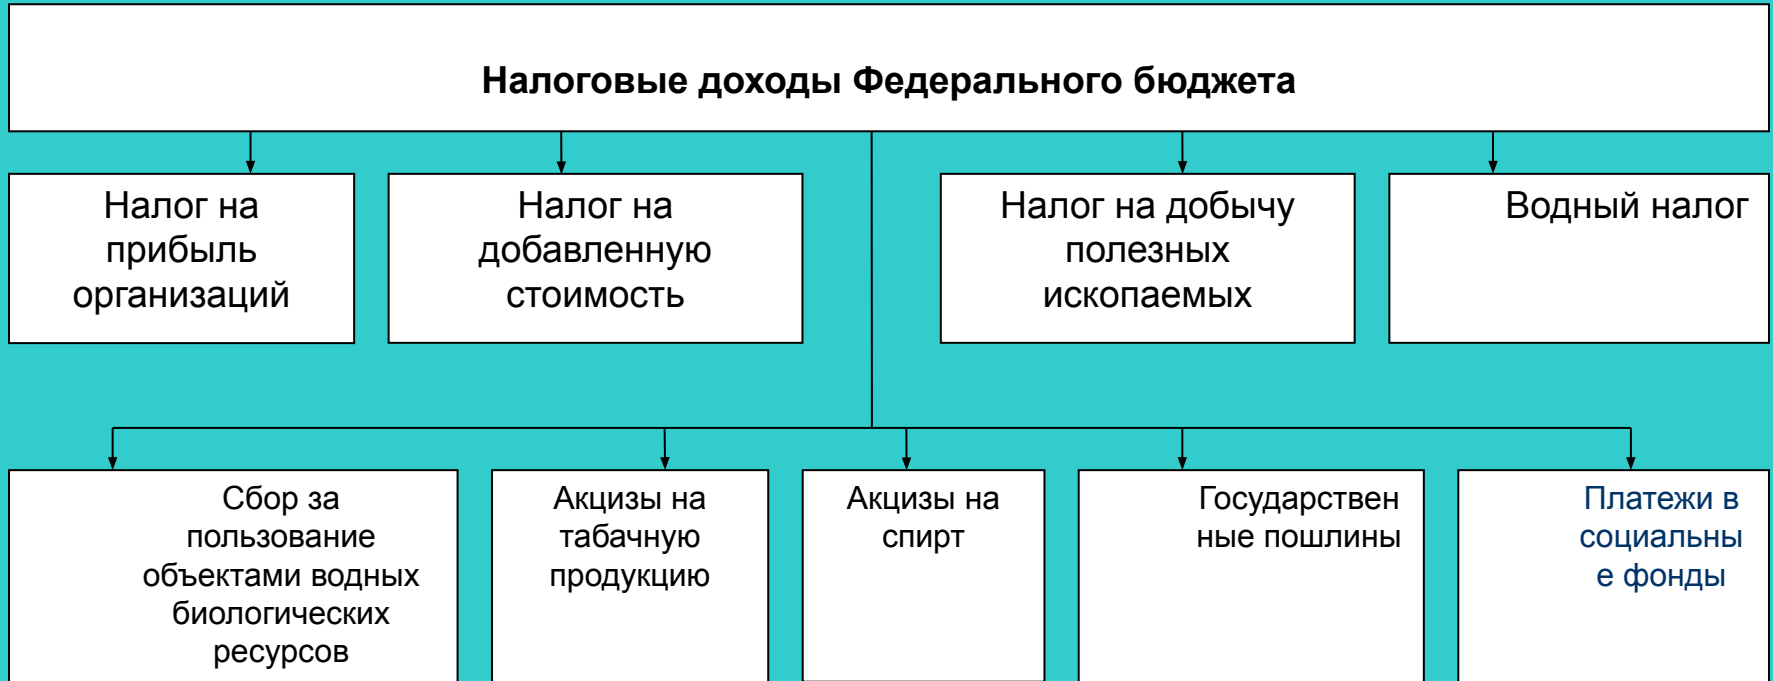 Налоговые доходы Федерального бюджета
Налог на
прибыль
организаций
Налог на
добавленную
стоимость
Налог на добычу
полезных
ископаемых
Водный налог
Сбор за
пользование
объектами водных
биологических
ресурсов
Акцизы на
табачную
продукцию
Акцизы на
спирт
Государствен
ные пошлины
Платежи в
социальны
е фонды